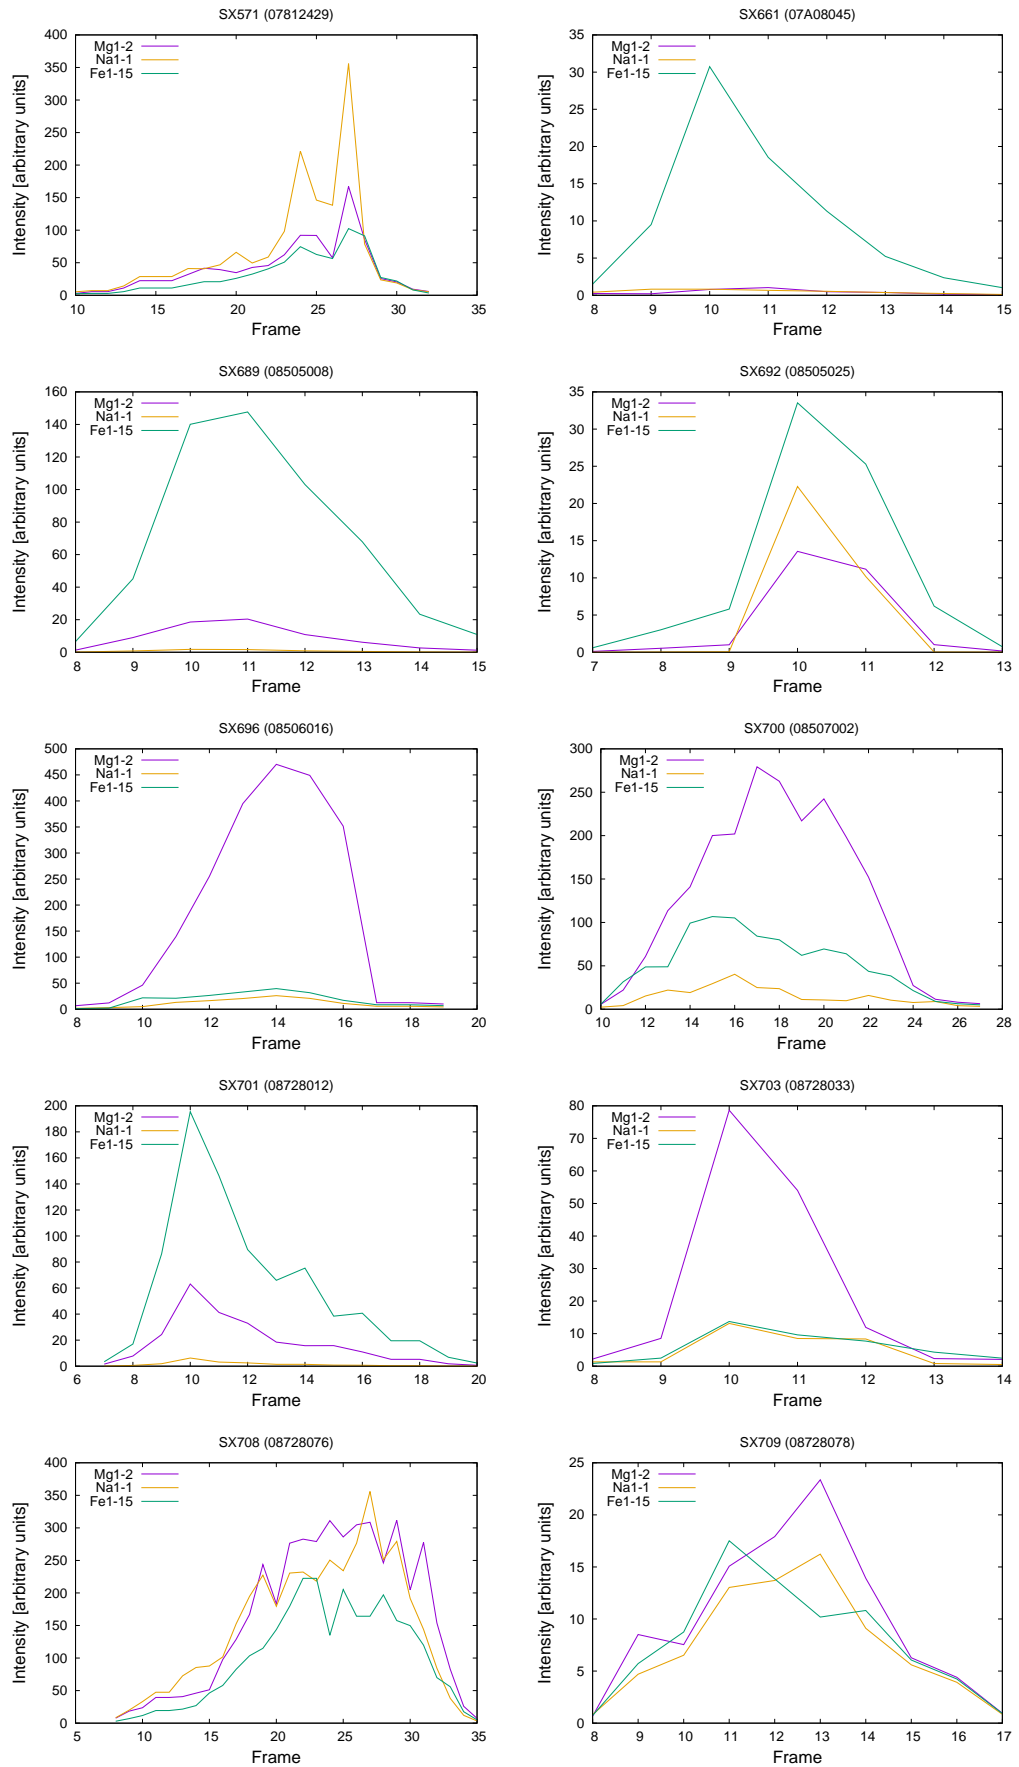 SX571 (07812429)
Intensity [arbitrary units]
400
350
300
250
200
150
100
50
0
Mg1-2
Na1-1
Fe1-15
10 15 20 25 30 35
Frame
SX661 (07A08045)
Intensity [arbitrary units]
35
30
25
20
15
10
5
0
Mg1-2
Na1-1
Fe1-15
8 9 10 11 12 13 14 15
Frame
SX689 (08505008)
Intensity [arbitrary units]
160
140
120
100
80
60
40
20
0
Mg1-2
Na1-1
Fe1-15
8 9 10 11 12 13 14 15
Frame
SX692 (08505025)
Intensity [arbitrary units]
35
30
25
20
15
10
5
0
Mg1-2
Na1-1
Fe1-15
7 8 9 10 11 12 13
Frame
SX696 (08506016)
Intensity [arbitrary units]
500
450
400
350
300
250
200
150
100
50
0
Mg1-2
Na1-1
Fe1-15
8 10 12 14 16 18 20
Frame
SX700 (08507002)
Intensity [arbitrary units]
300
250
200
150
100
50
0
Mg1-2
Na1-1
Fe1-15
10 12 14 16 18 20 22 24 26 28
Frame
SX701 (08728012)
Intensity [arbitrary units]
200
180
160
140
120
100
80
60
40
20
0
Mg1-2
Na1-1
Fe1-15
6 8 10 12 14 16 18 20
Frame
SX703 (08728033)
Intensity [arbitrary units]
80
70
60
50
40
30
20
10
0
Mg1-2
Na1-1
Fe1-15
8 9 10 11 12 13 14
Frame
SX708 (08728076)
Intensity [arbitrary units]
400
350
300
250
200
150
100
50
0
Mg1-2
Na1-1
Fe1-15
5 10 15 20 25 30 35
Frame
SX709 (08728078)
Intensity [arbitrary units]
25
20
15
10
5
0
Mg1-2
Na1-1
Fe1-15
8 9 10 11 12 13 14 15 16 17
Frame